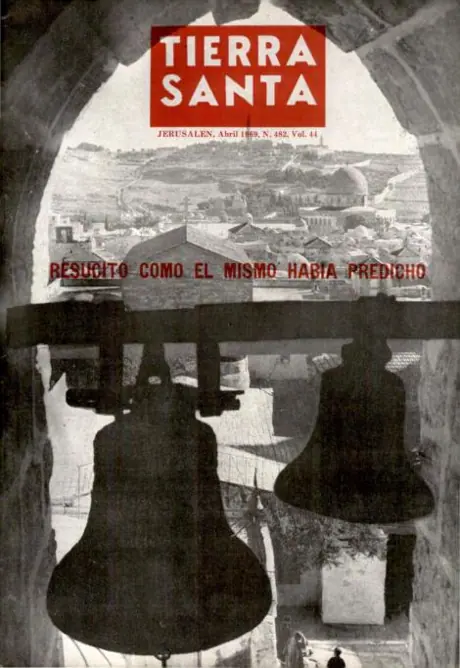 TIERRA
SANTA
JERUSALEN, Abril 1969, N. 482, Vol. 44
RESUCITO COMO EL MISMO HABIA PREDICHO